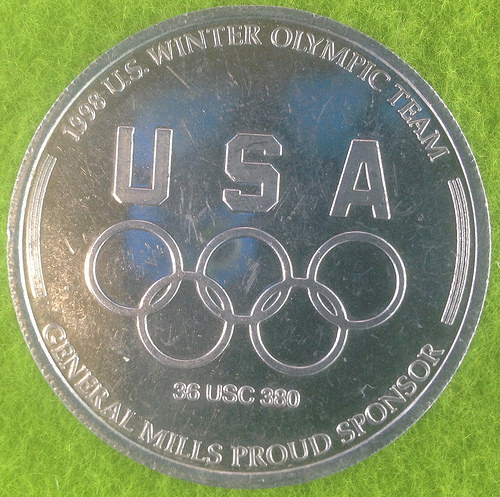 1998 U.S. WINTER OLYMPIC TEAM
USA
36 USC 380
GENERAL MILLS PROUD SPONSOR